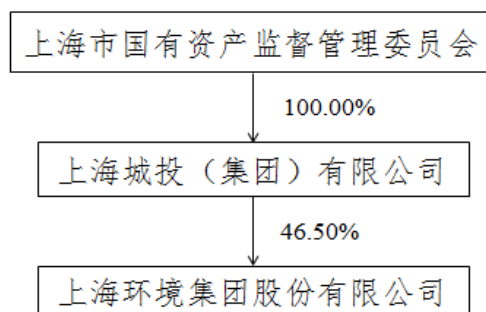 上海市国有资产监督管理委员会
100.00%
上海城投（集团）有限公司
46.50%
上海环境集团股份有限公司